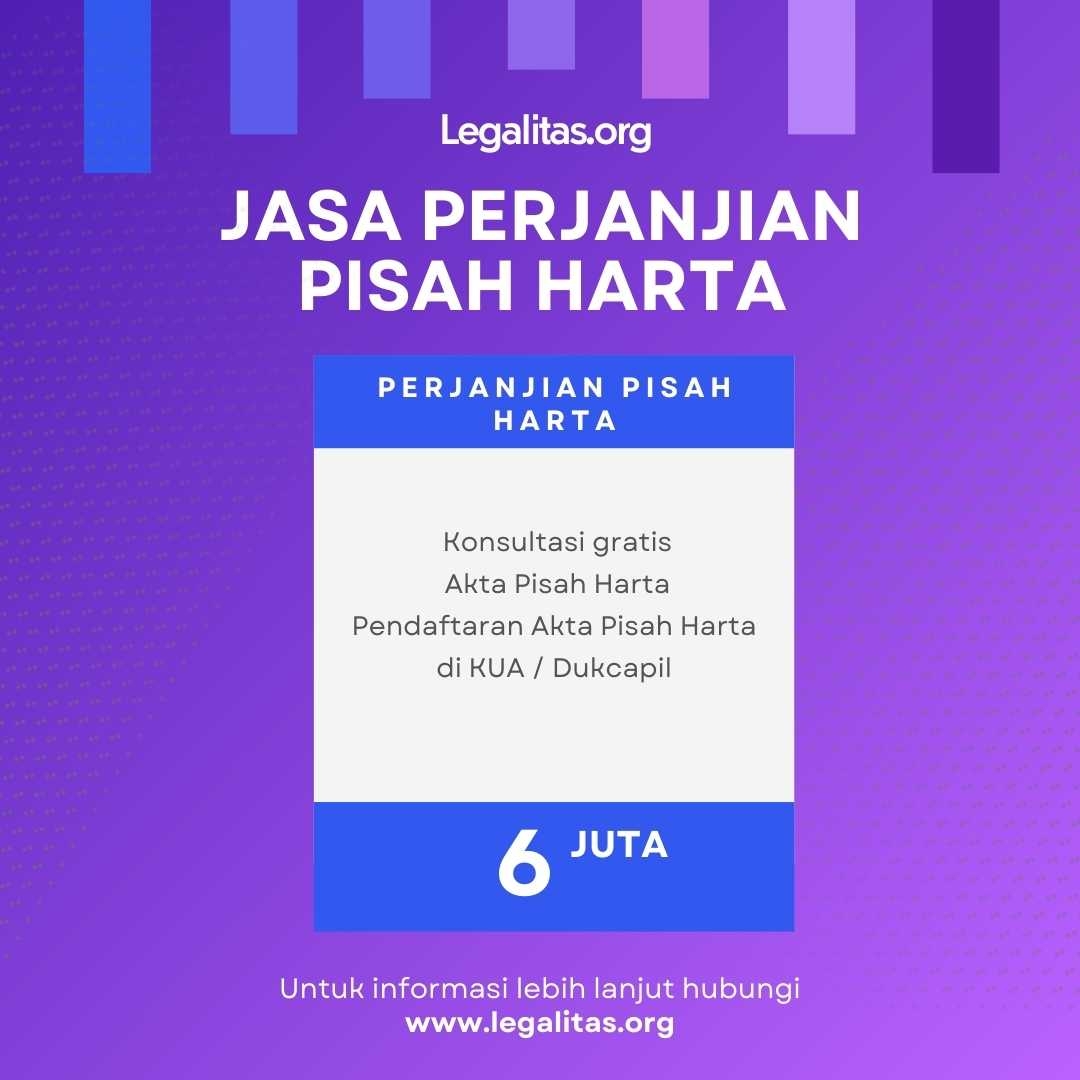 Legalitas.org
JASA PERJANJIAN
PISAH HARTA
PERJANJIAN PISAH
HARTA
Konsultasi gratis
Akta Pisah Harta
Pendaftaran Akta Pisah Harta
di KUA / Dukcapil
6 JUTA
Untuk informasi lebih lanjut hubungi
www.legalitas.org